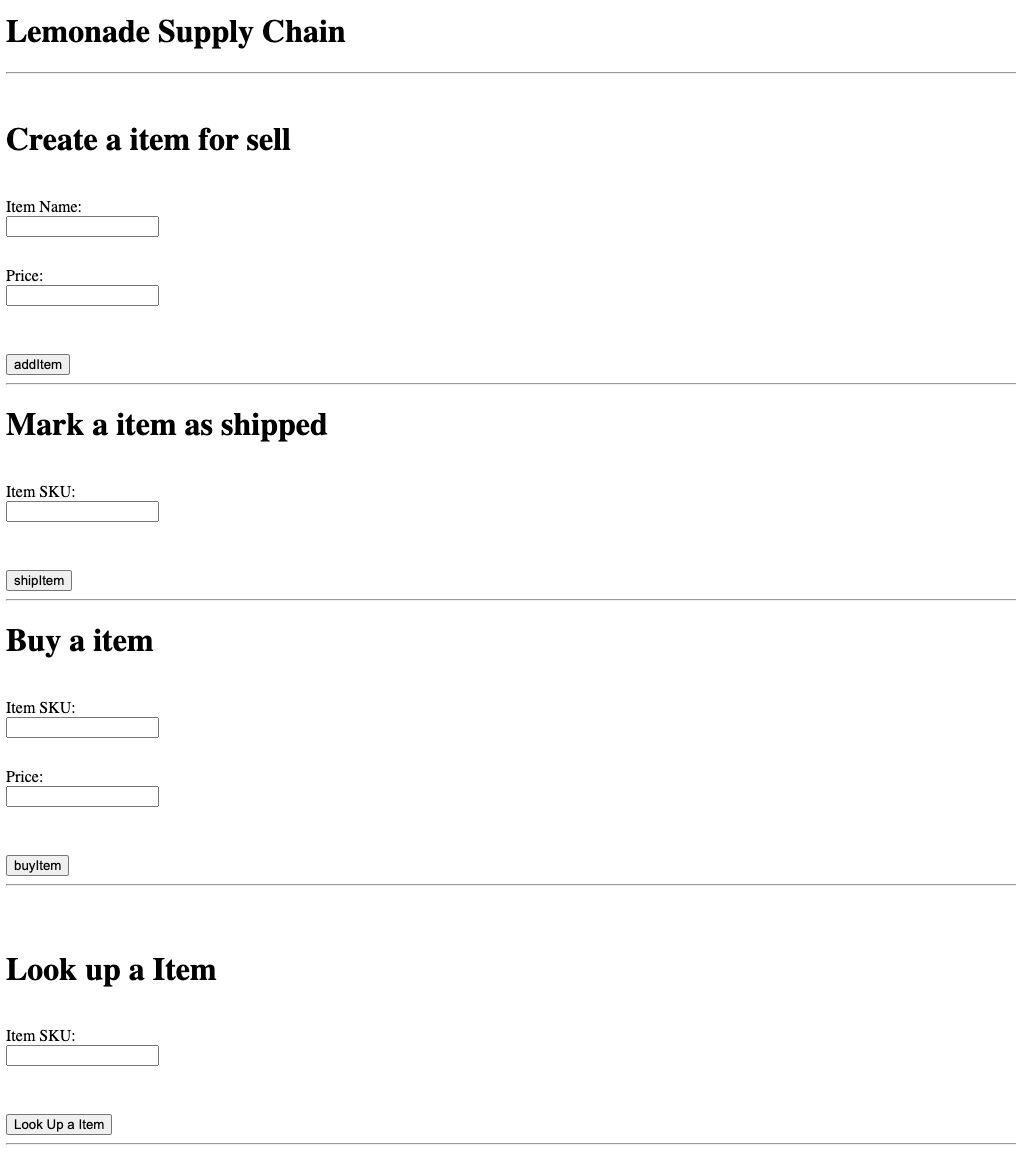 Lemonade Supply Chain
Create a item for sell
Item Name:
Price:
addItem
Mark a item as shipped
Item SKU:
shipItem
Buy a item
Item SKU:
Price:
buyItem
Look up a Item
Item SKU:
Look Up a Item